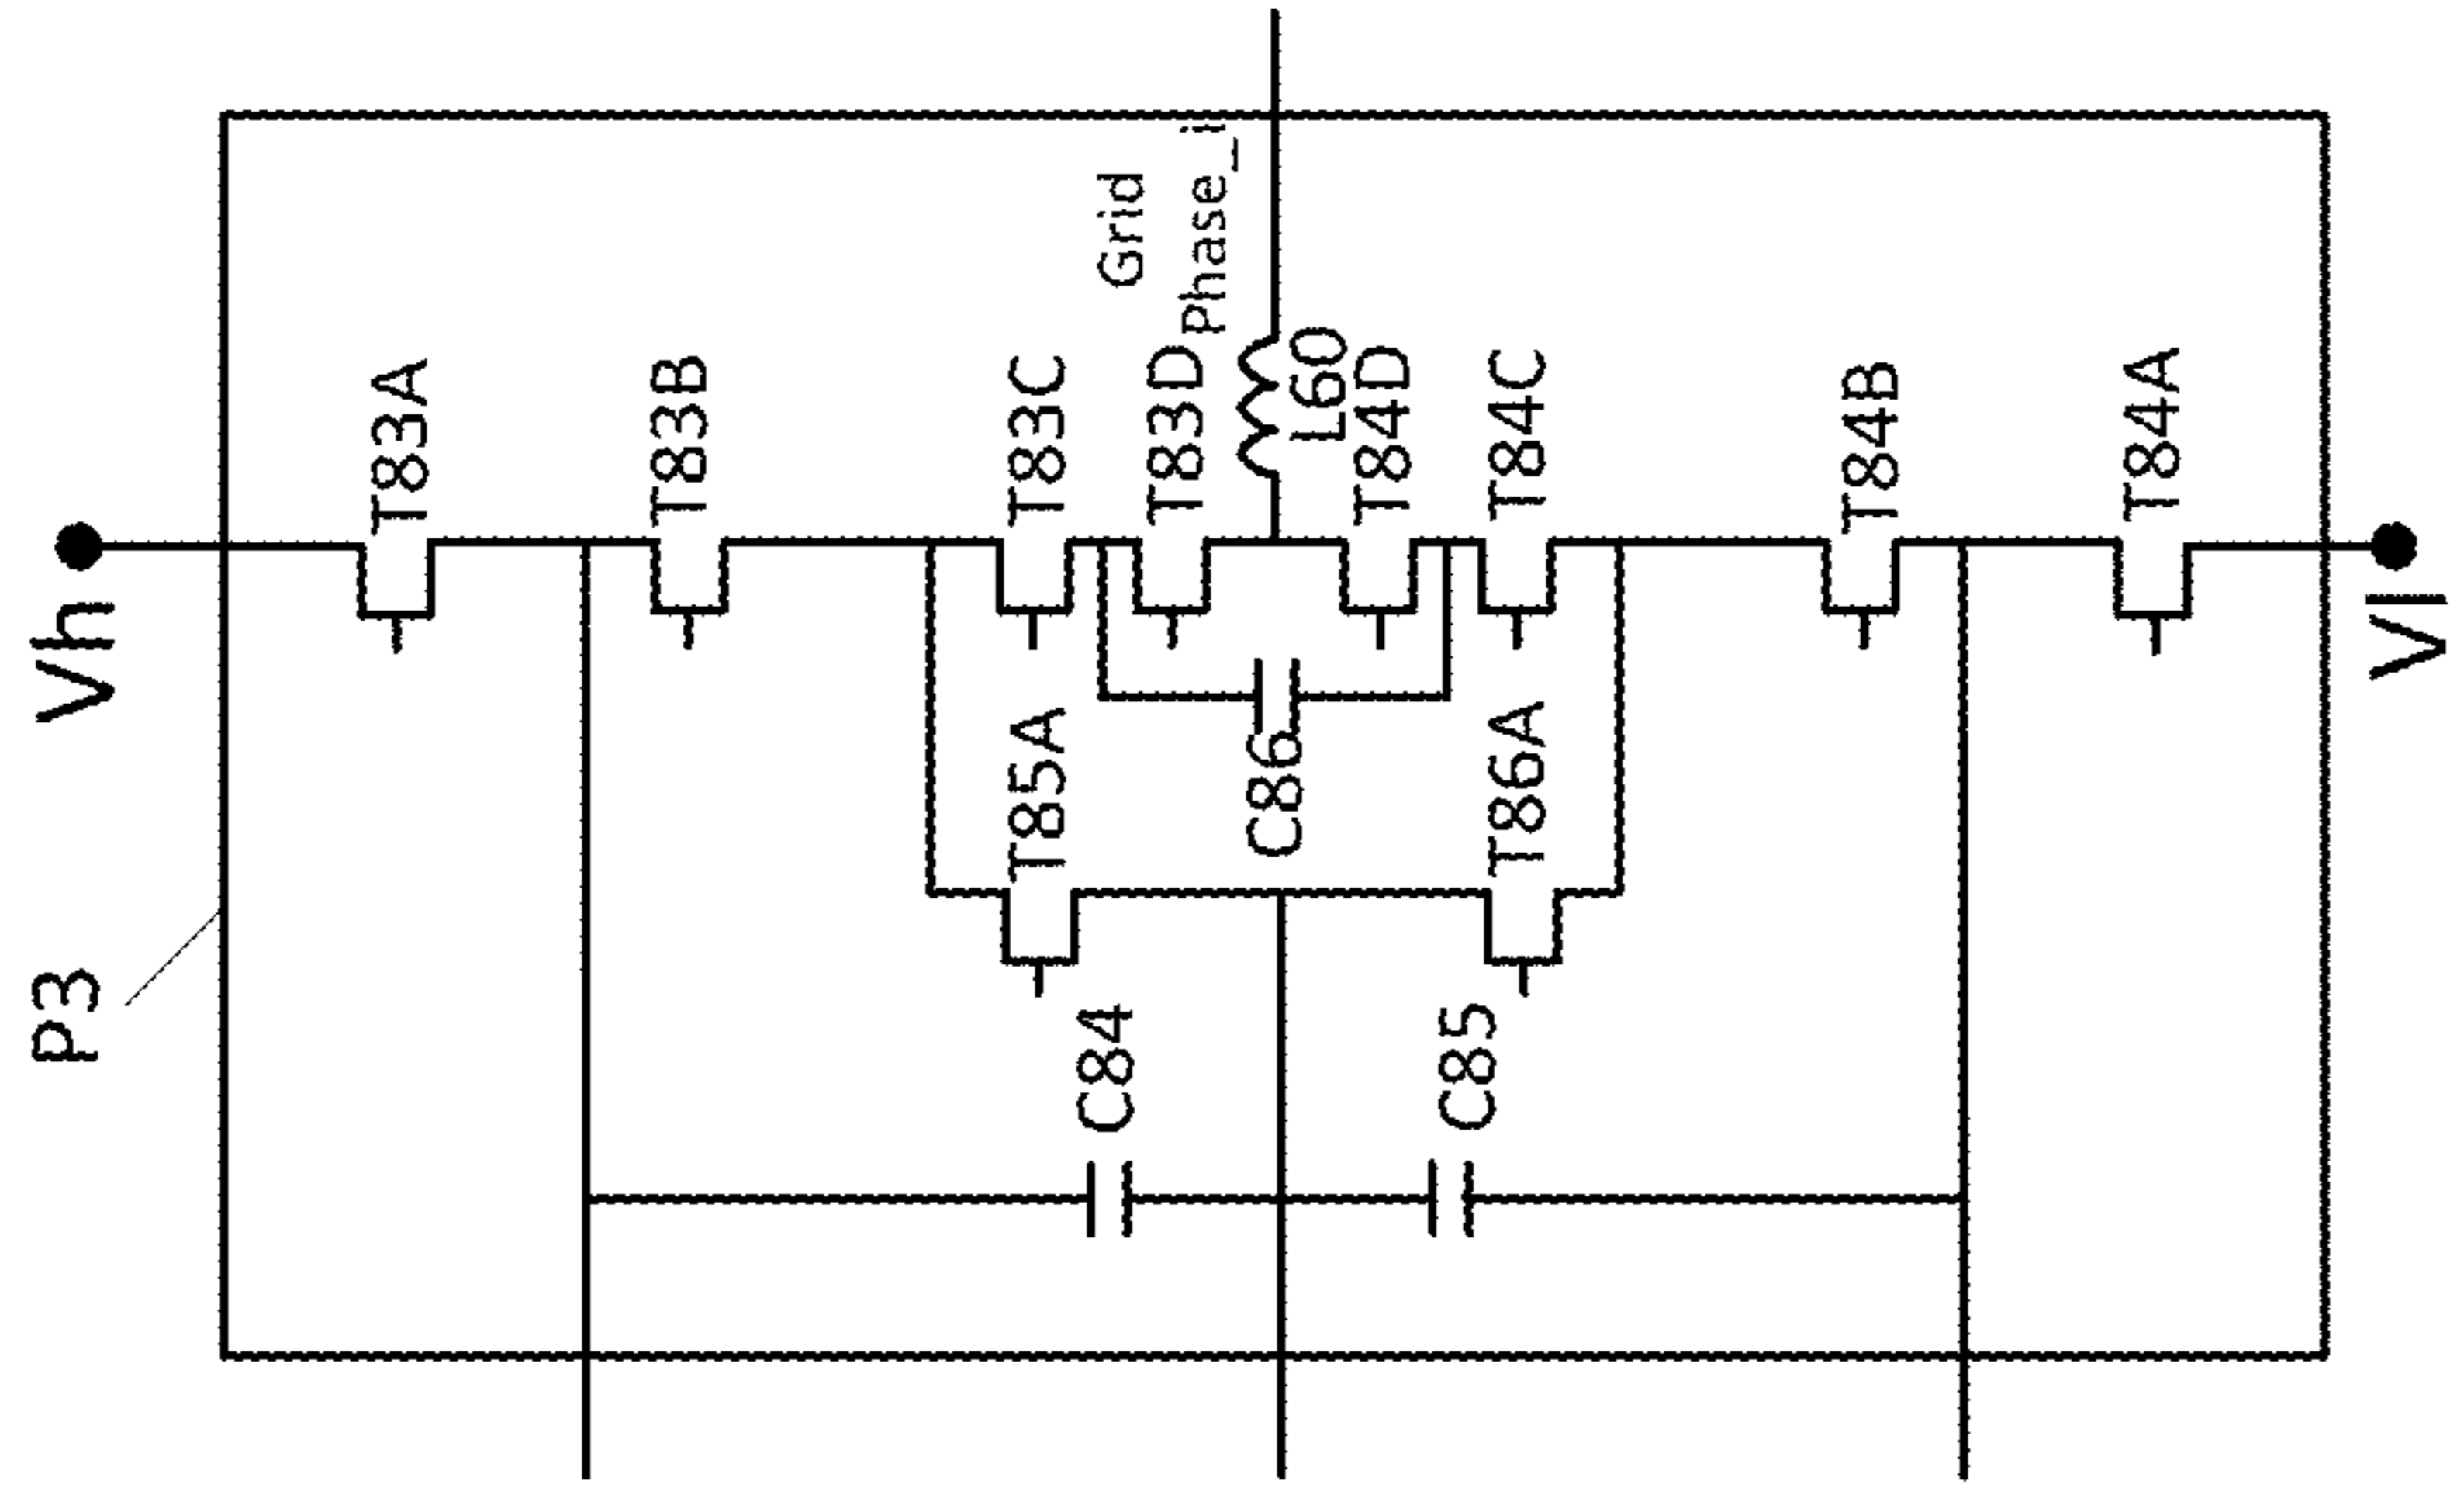 P3
Vh
T83A
T83B
T83C
T83D
Grid
Phase_i
L60
T84D
T84C
T84B
T84A
T85A
C86
T86A
C84
C85
Vl